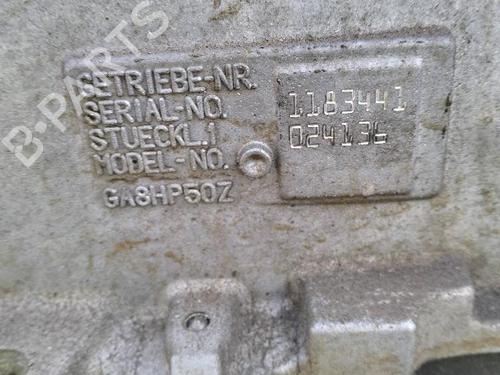 B-PARTS
GETRIEBE-NR.
SERIAL-NO.
STUECKL.
MODEL-NO.
1183441
024136
GA8HP50Z